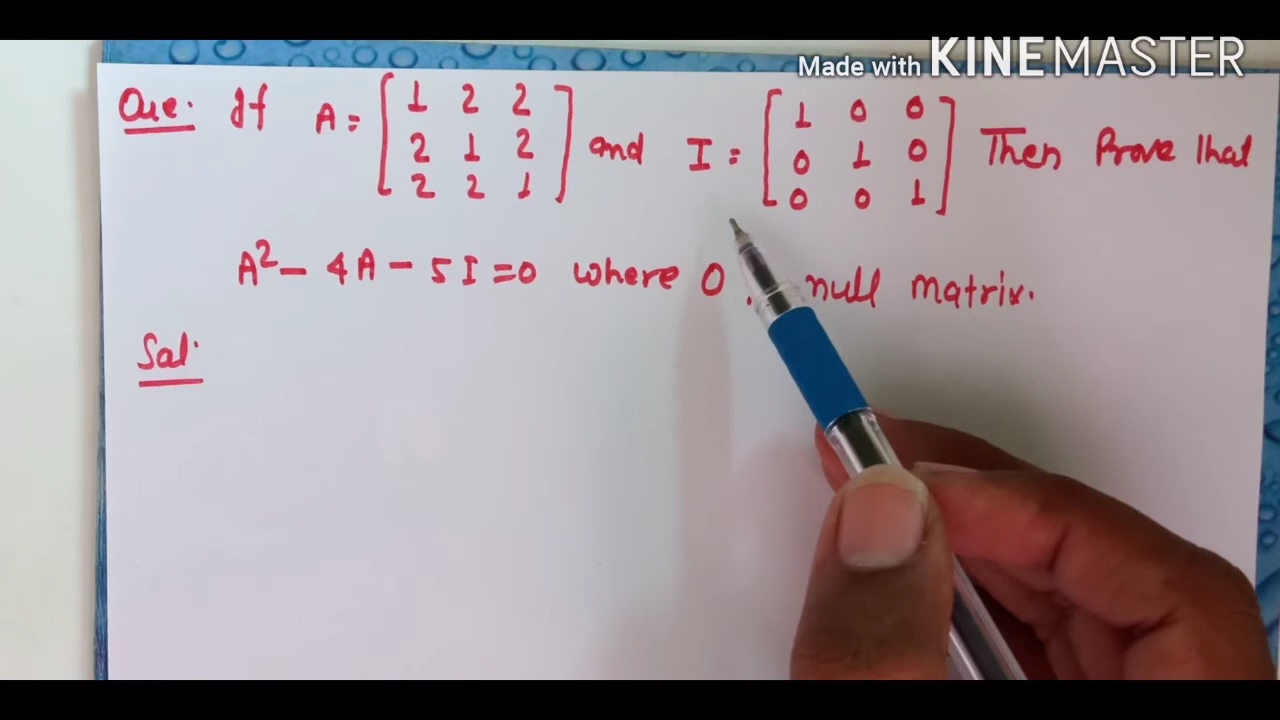 Made with KINEMASTER
Que. If A = [ 1 2 2 ] and I = [ 1 0 0 ] Then Prove that
2 1 2 0 1 0
2 2 1 0 0 1
A² - 4A - 5I = 0 where 0 null matrix.
Sol.